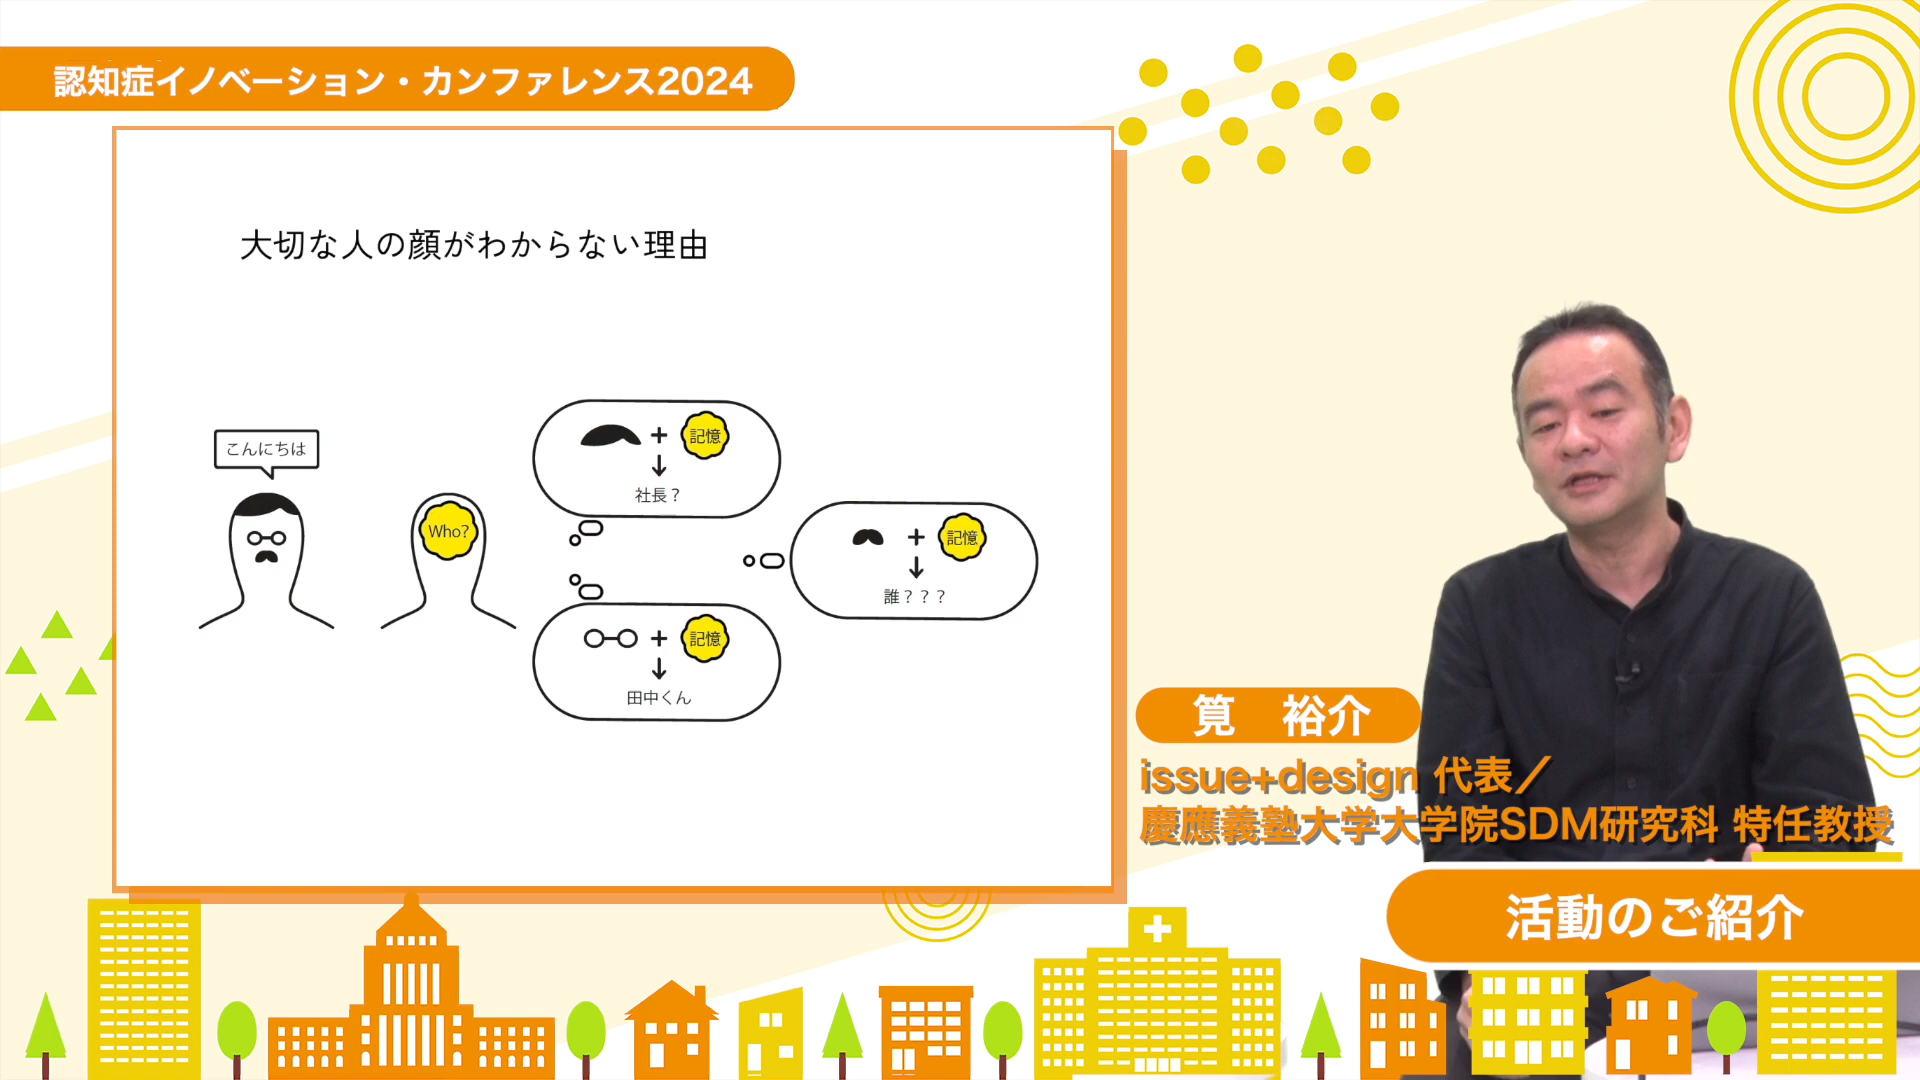 認知症イノベーション・カンファレンス2024
大切な人の顔がわからない理由
こんにちは
Who?
+ 記憶
社長？
+ 記憶
誰？？？
+ 記憶
田中くん
筧 裕介
issue+design 代表／
慶應義塾大学大学院SDM研究科 特任教授
活動のご紹介